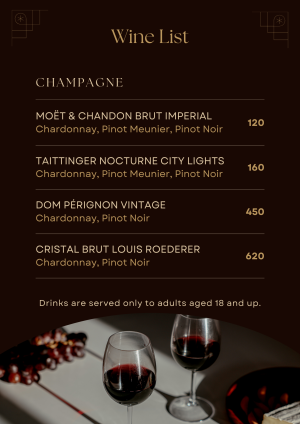 Wine List
CHAMPAGNE
MOËT & CHANDON BRUT IMPERIAL
Chardonnay, Pinot Meunier, Pinot Noir
120
TAITTINGER NOCTURNE CITY LIGHTS
Chardonnay, Pinot Meunier, Pinot Noir
160
DOM PÉRIGNON VINTAGE
Chardonnay, Pinot Noir
450
CRISTAL BRUT LOUIS ROEDERER
Chardonnay, Pinot Noir
620
Drinks are served only to adults aged 18 and up.